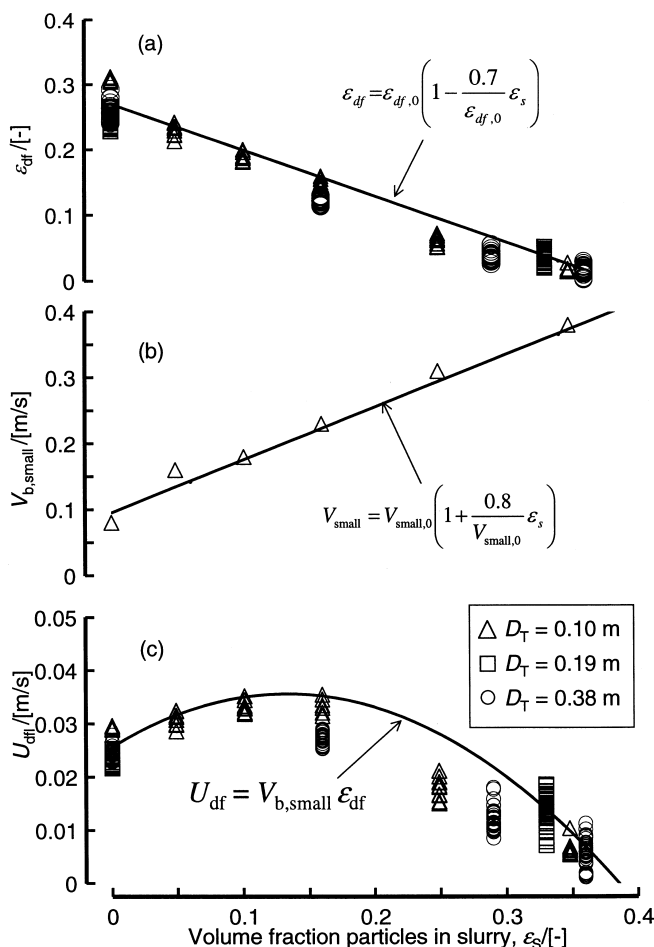 0.4
(a)
0.3
0.2
0.1
0
ε_df/[-]
ε_df = ε_df,0 (1 − 0.7/ε_df,0 ε_s)
0.4
(b)
0.3
0.2
0.1
0
V_b,small/[m/s]
V_small = V_small,0 (1 + 0.8/V_small,0 ε_s)
0.05
(c)
0.04
0.03
0.02
0.01
0
U_df/[m/s]
△ D_T = 0.10 m
□ D_T = 0.19 m
○ D_T = 0.38 m
U_df = V_b,small ε_df
0 0.1 0.2 0.3 0.4
Volume fraction particles in slurry, ε_S/[-]